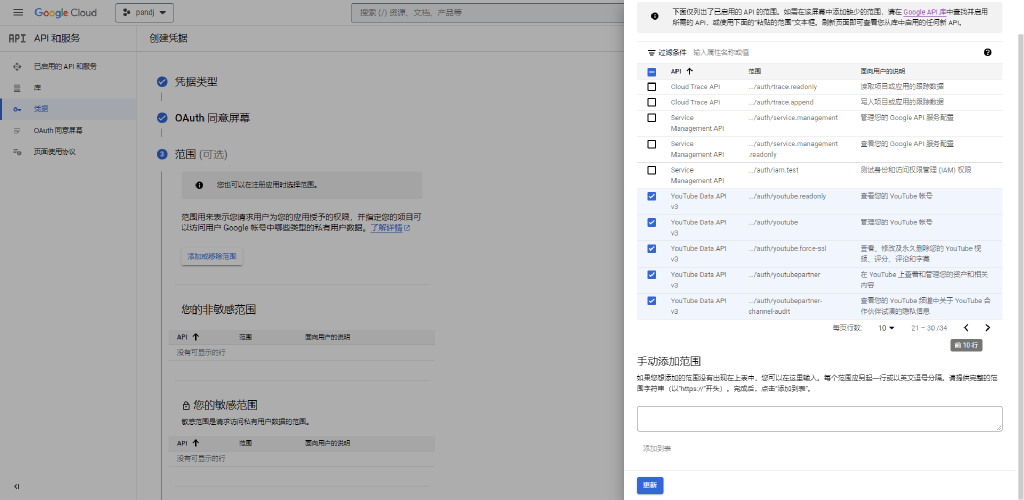 Google Cloud
pandj
搜索 (/) 资源、文档、产品等
API API 和服务
已启用的 API 和服务
库
凭据
OAuth 同意屏幕
页面使用协议
创建凭据
凭据类型
OAuth 同意屏幕
3 范围 (可选)
您也可以在注册应用时选择范围。
范围用来表示您请求用户为您的应用授予的权限，并指定您的项目可
以访问用户 Google 帐号中哪些类型的私有用户数据。了解详情
添加或移除范围
您的非敏感范围
API 范围 面向用户的说明
没有可显示的行
您的敏感范围
敏感范围是请求访问私有用户数据的范围。
API 范围 面向用户的说明
没有可显示的行
下面仅列出了已启用的 API 的范围。如需在该屏幕中添加缺少的范围，请在 Google API 库中查找并启用
所需的 API，或使用下面的“粘贴的范围”文本框。刷新页面即可查看您从库中启用的任何新 API。
过滤条件 输入属性名称或值
API 范围 面向用户的说明
Cloud Trace API .../auth/trace.readonly 读取项目或应用的跟踪数据
Cloud Trace API .../auth/trace.append 写入项目或应用的跟踪数据
Service .../auth/service.management 管理您的 Google API 服务配置
Management API
Service .../auth/service.management 查看您的 Google API 服务配置
Management API .readonly
Service .../auth/iam.test 测试身份和访问权限管理 (IAM) 权限
Management API
YouTube Data API .../auth/youtube.readonly 查看您的 YouTube 帐号
v3
YouTube Data API .../auth/youtube 管理您的 YouTube 帐号
v3
YouTube Data API .../auth/youtube.force-ssl 查看、修改及永久删除您的 YouTube 视
v3 频、评分、评论和字幕
YouTube Data API .../auth/youtubepartner 在 YouTube 上查看和管理您的资产和相关
v3 内容
YouTube Data API .../auth/youtubepartner- 查看您的 YouTube 频道中关于 YouTube 合
v3 channel-audit 作伙伴试演的隐私信息
每页行数: 10 21 – 30 /34
前 10 行
手动添加范围
如果您想添加的范围没有出现在上表中，您可以在这里输入。每个范围应另起一行或以英文逗号分隔。请提供完整的范
围字符串（以“https://”开头）。完成后，点击“添加到表”。
添加到表
更新